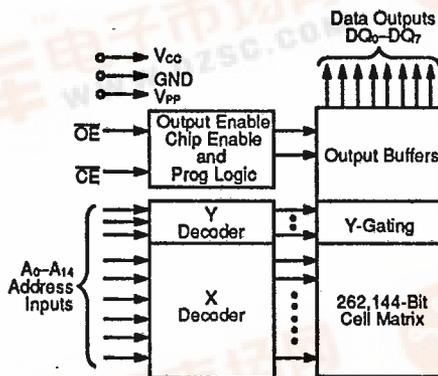 Data Outputs
DQ0–DQ7
VCC
GND
VPP
OE
CE
Output Enable
Chip Enable
and
Prog Logic
Output Buffers
Y
Decoder
Y-Gating
A0–A14
Address
Inputs
X
Decoder
262,144-Bit
Cell Matrix